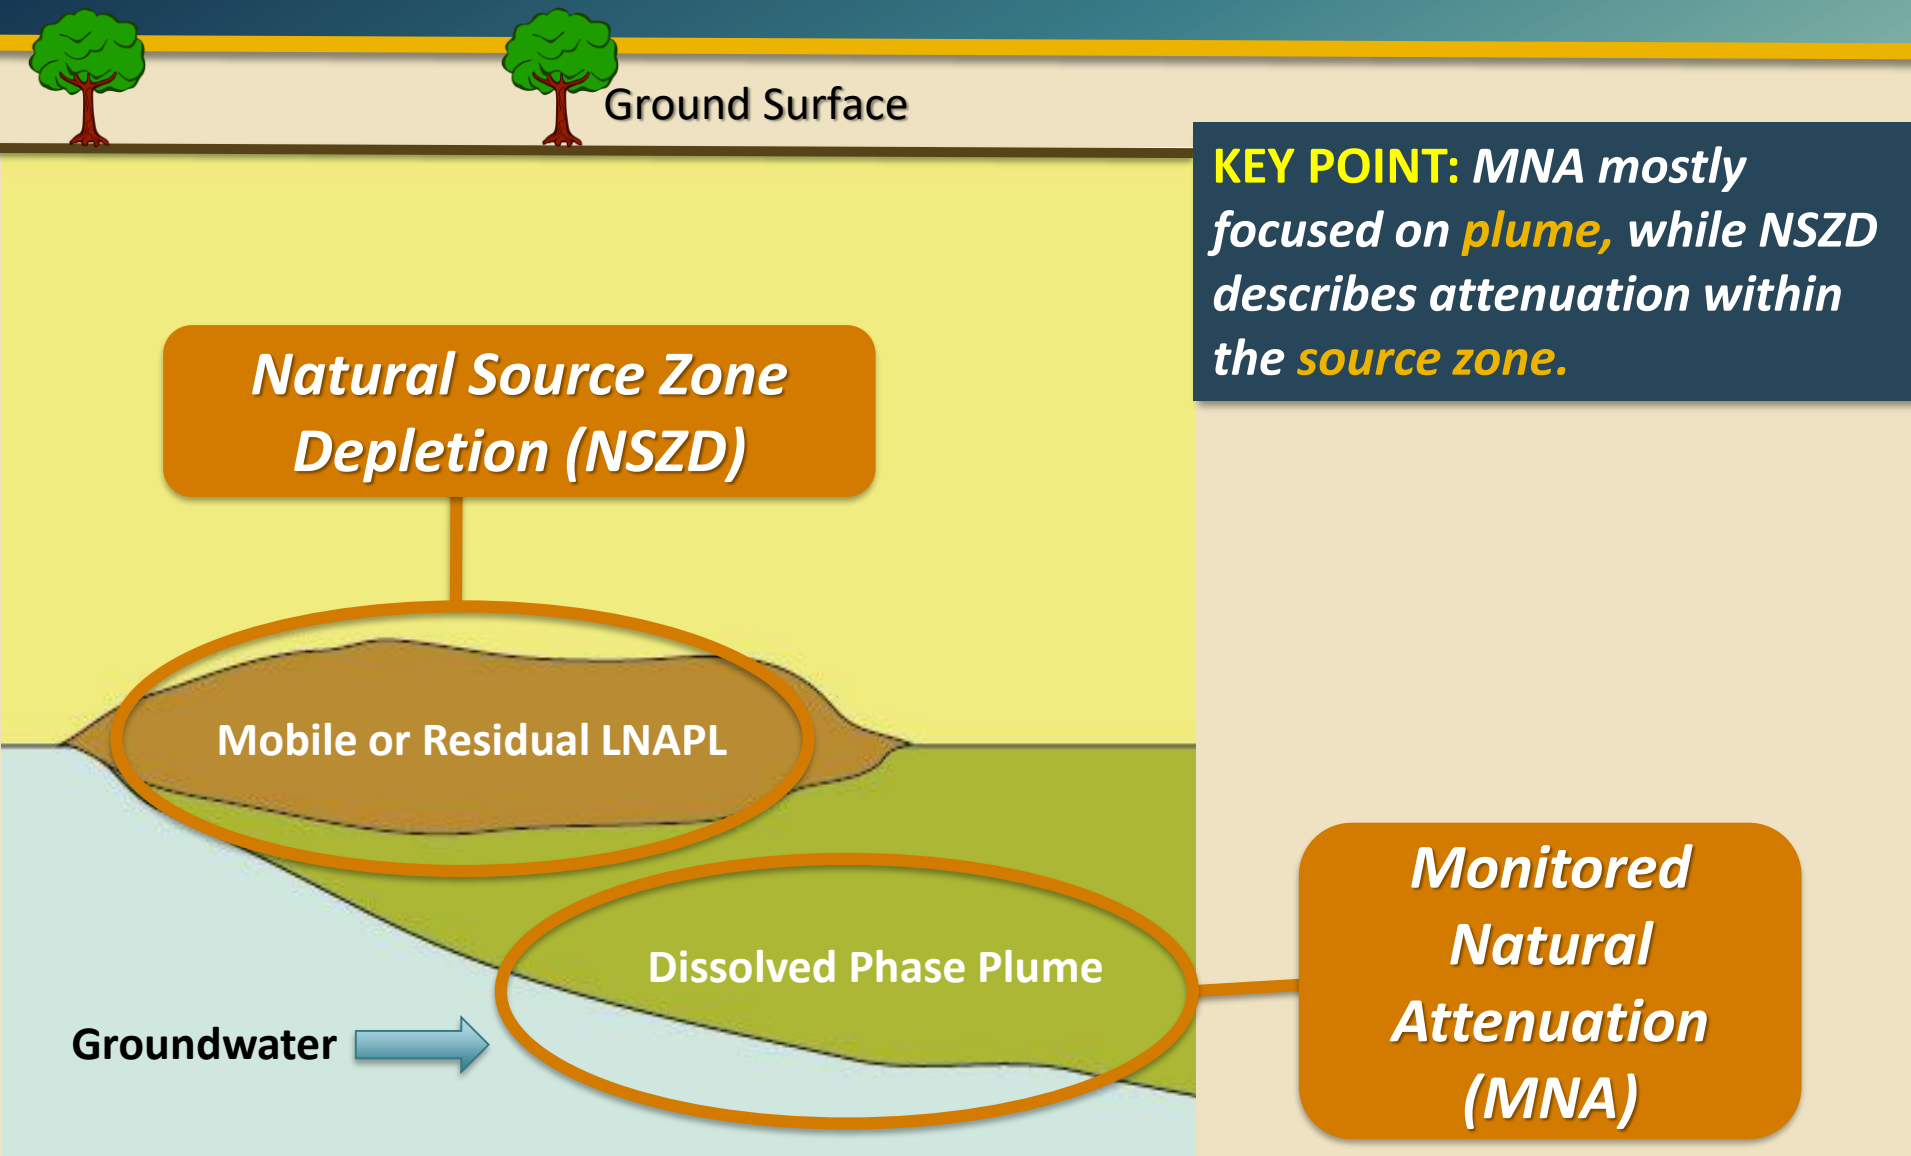 Ground Surface
KEY POINT: MNA mostly
focused on plume, while NSZD
describes attenuation within
the source zone.
Natural Source Zone
Depletion (NSZD)
Mobile or Residual LNAPL
Dissolved Phase Plume
Groundwater
Monitored
Natural
Attenuation
(MNA)